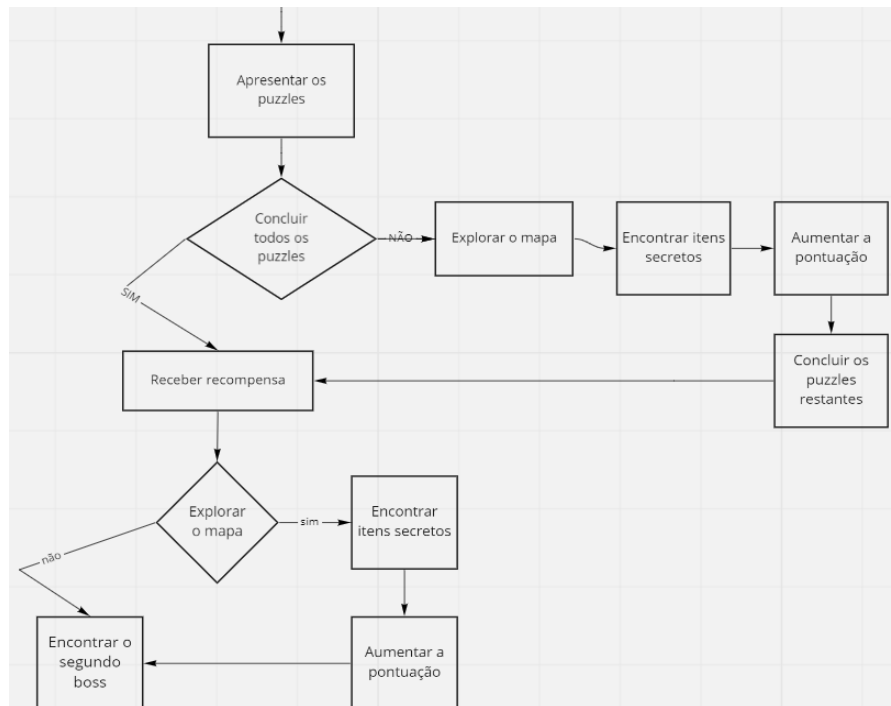 Apresentar os
puzzles
Concluir
todos os
puzzles
NÃO
Explorar o mapa
Encontrar itens
secretos
Aumentar a
pontuação
SIM
Concluir os
puzzles
restantes
Receber recompensa
Explorar
o mapa
sim
Encontrar
itens secretos
não
Encontrar o
segundo
boss
Aumentar a
pontuação